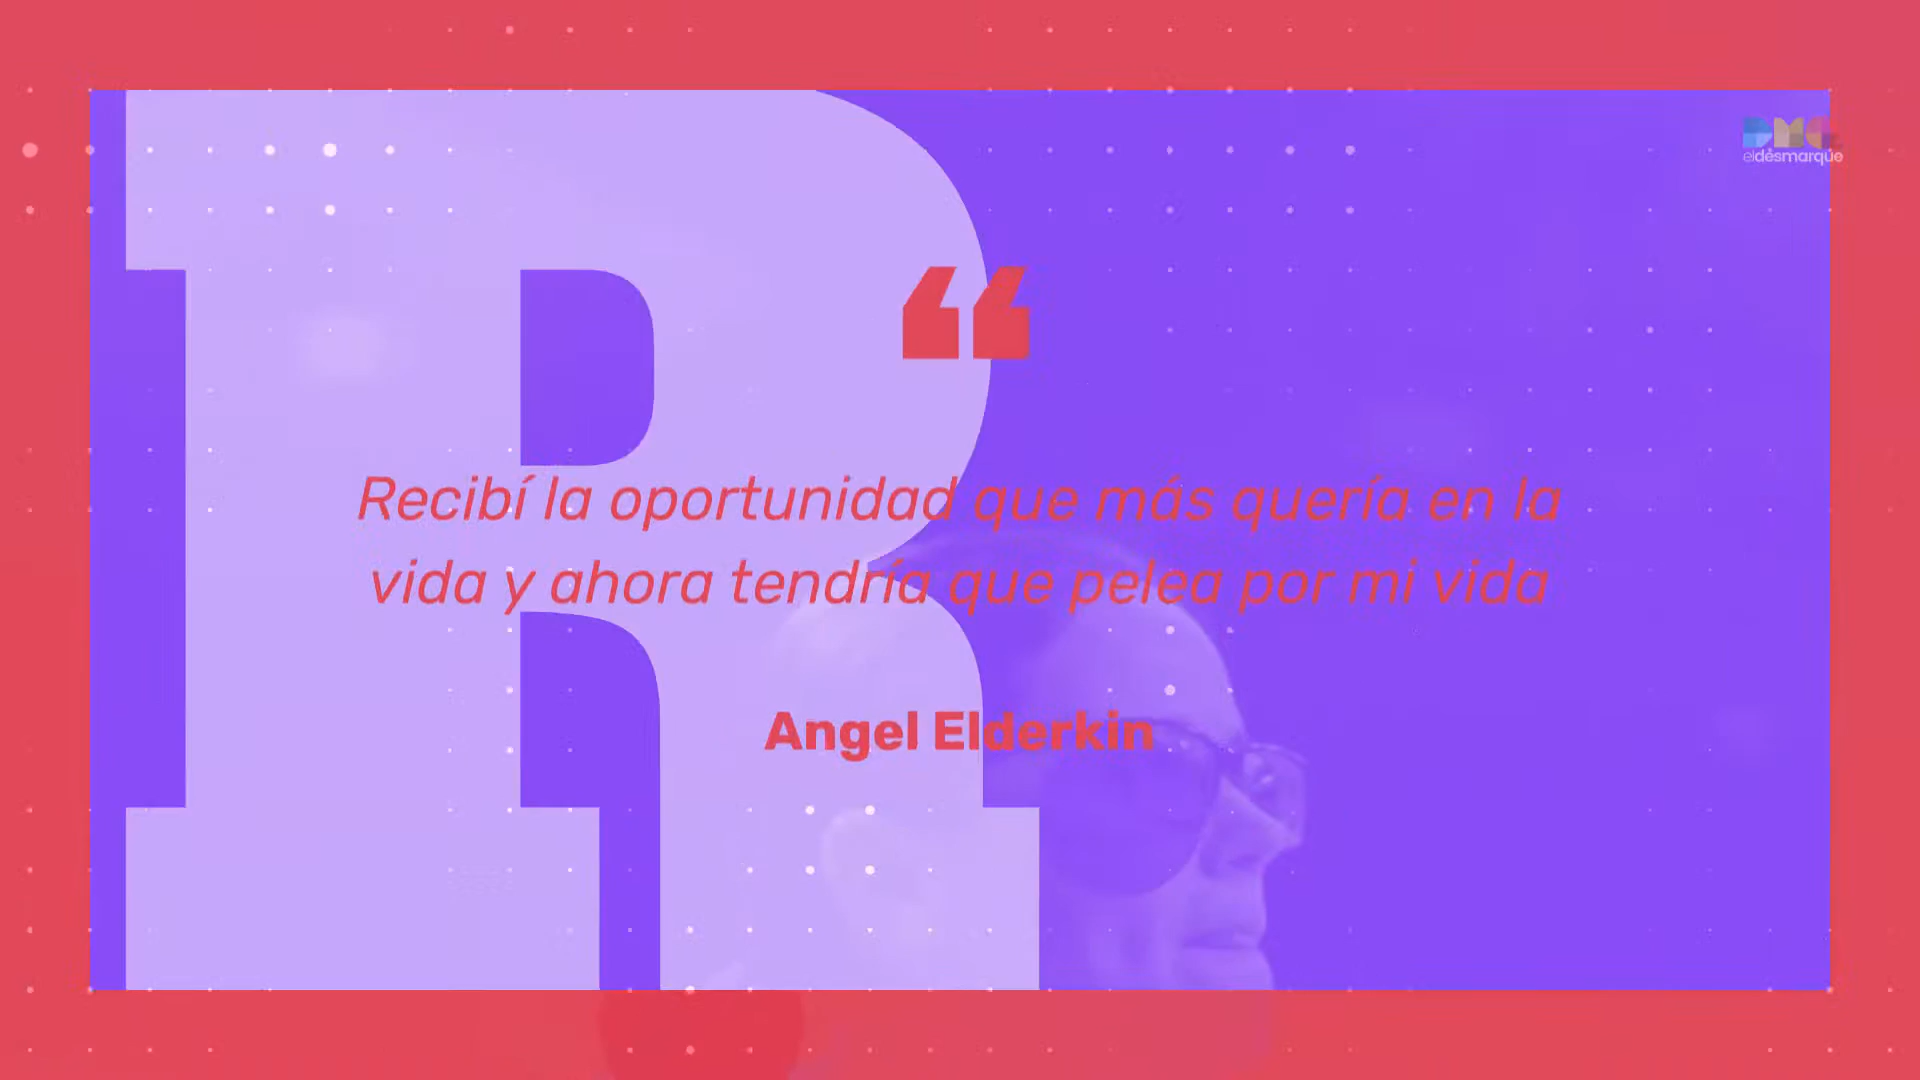 R
DMQ
eldesmarque
“
Recibí la oportunidad que más quería en la
vida y ahora tendría que pelea por mi vida
Angel Elderkin